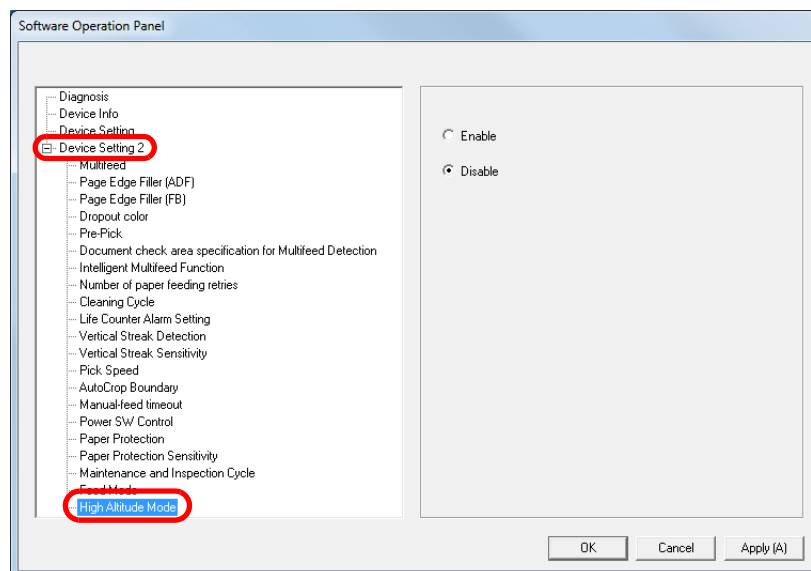 Software Operation Panel
Diagnosis
Device Info
Device Setting
Device Setting 2
Multifeed
Page Edge Filler (ADF)
Page Edge Filler (FB)
Dropout color
Pre-Pick
Document check area specification for Multifeed Detection
Intelligent Multifeed Function
Number of paper feeding retries
Cleaning Cycle
Life Counter Alarm Setting
Vertical Streak Detection
Vertical Streak Sensitivity
Pick Speed
AutoCrop Boundary
Manual-feed timeout
Power SW Control
Paper Protection
Paper Protection Sensitivity
Maintenance and Inspection Cycle
Feed Mode
High Altitude Mode
Enable
Disable
OK Cancel Apply (A)